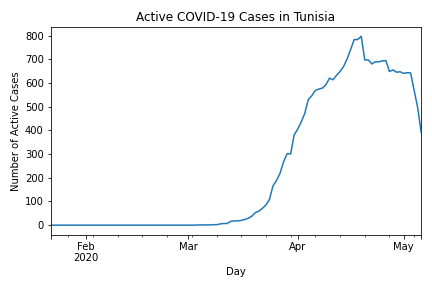 Active COVID-19 Cases in Tunisia
Number of Active Cases
800
700
600
500
400
300
200
100
0
Feb
2020
Mar
Apr
May
Day